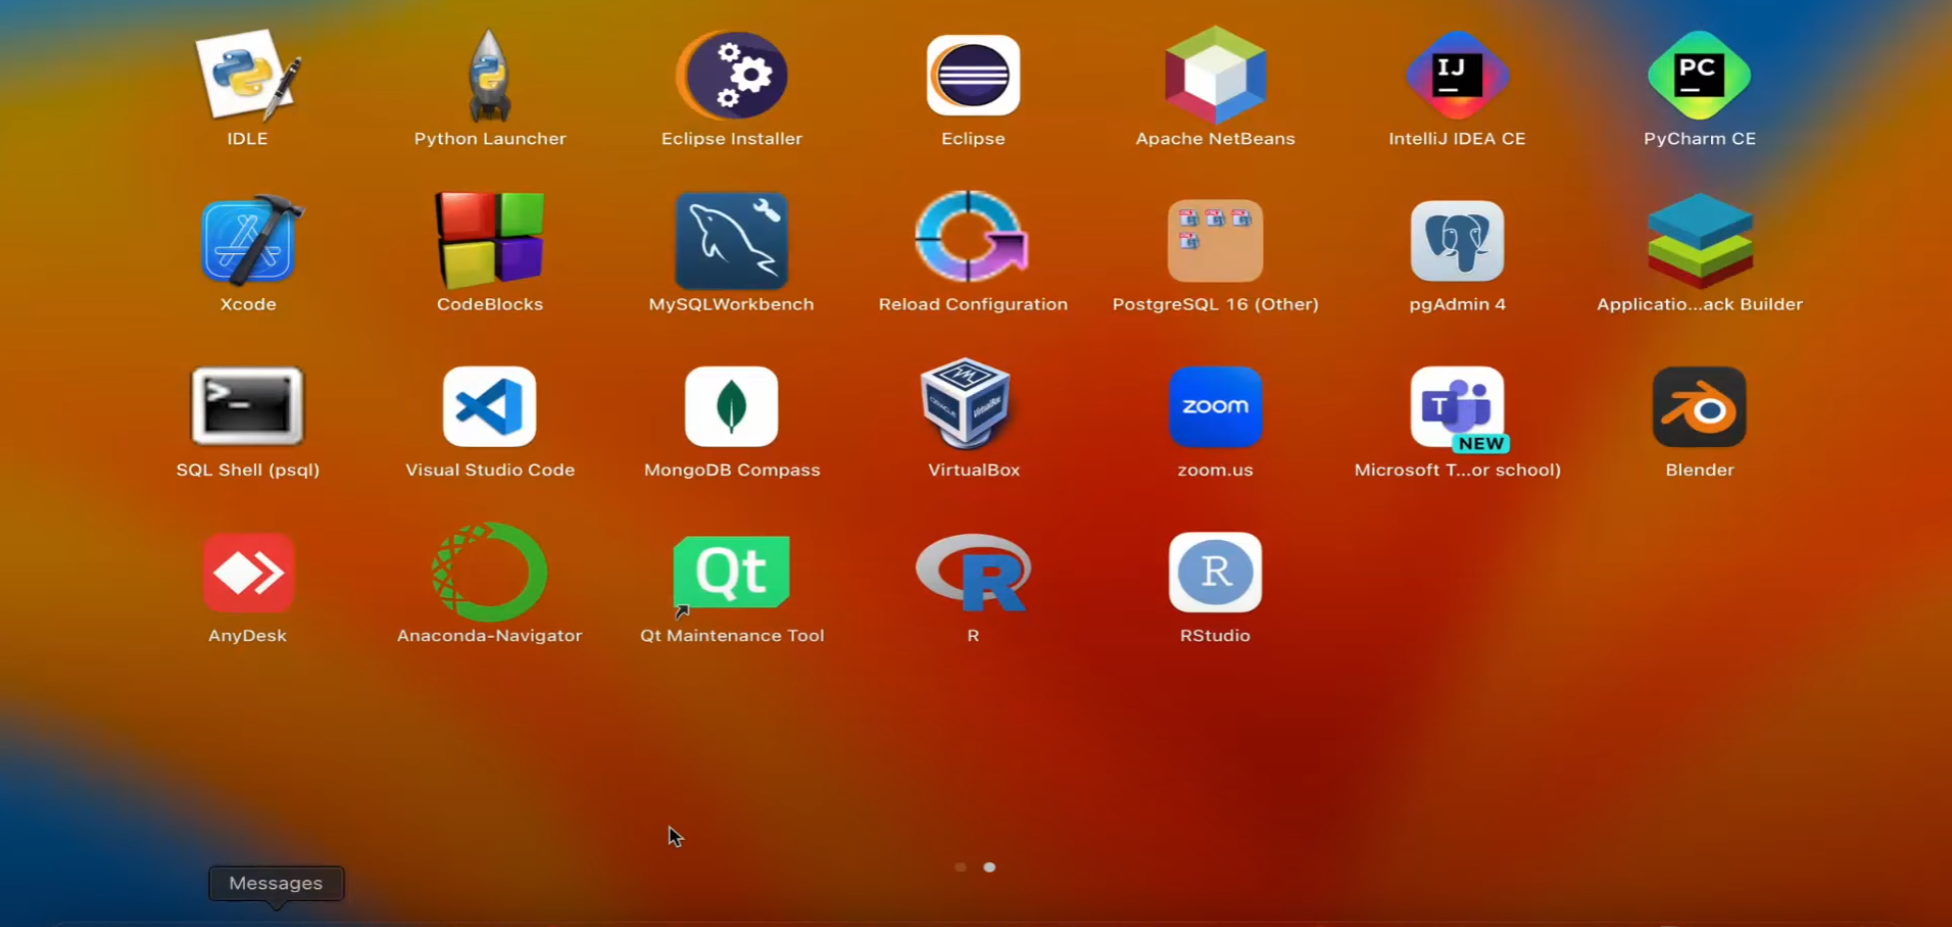 IJ
PC
IDLE
Python Launcher
Eclipse Installer
Eclipse
Apache NetBeans
IntelliJ IDEA CE
PyCharm CE
Xcode
CodeBlocks
MySQLWorkbench
Reload Configuration
PostgreSQL 16 (Other)
pgAdmin 4
Applicatio...ack Builder
>_
zoom
T
NEW
SQL Shell (psql)
Visual Studio Code
MongoDB Compass
VirtualBox
zoom.us
Microsoft T...or school)
Blender
Qt
R
R
AnyDesk
Anaconda-Navigator
Qt Maintenance Tool
R
RStudio
Messages